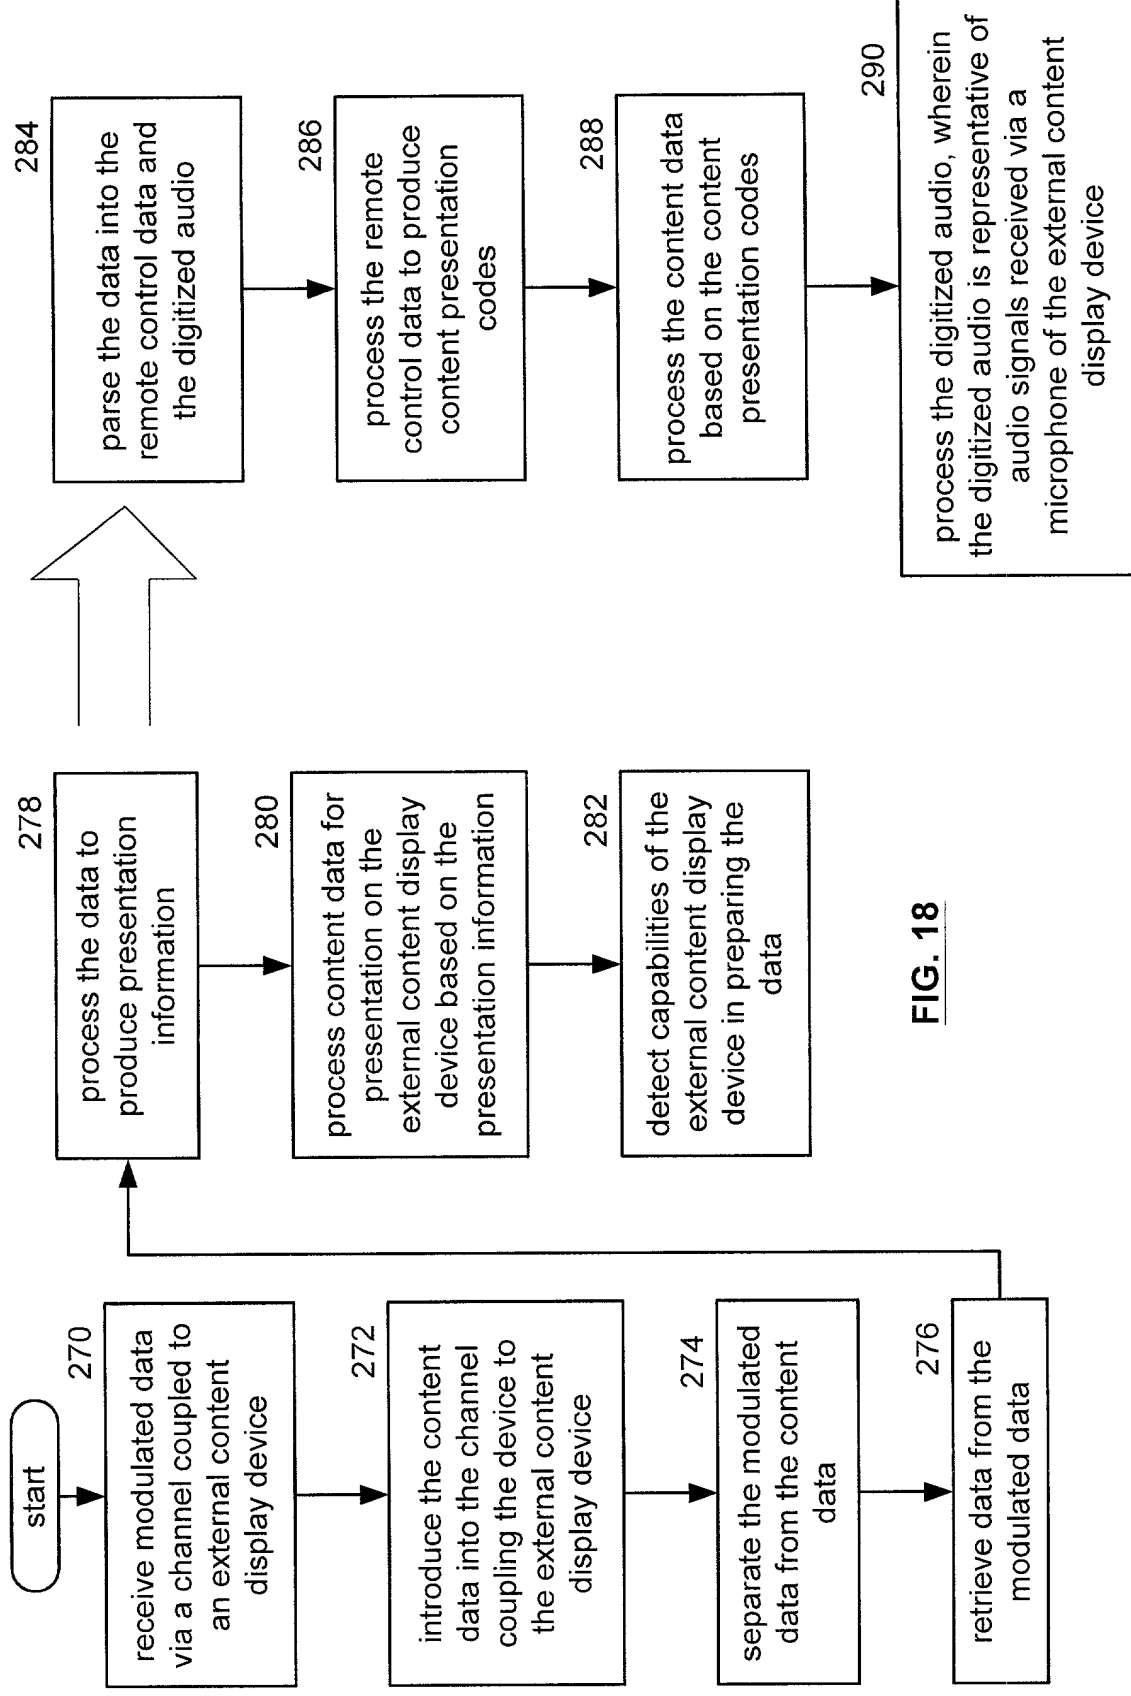 start
270
receive modulated data
via a channel coupled to
an external content
display device
272
introduce the content
data into the channel
coupling the device to
the external content
display device
274
separate the modulated
data from the content
data
276
retrieve data from the
modulated data
278
process the data to
produce presentation
information
280
process content data for
presentation on the
external content display
device based on the
presentation information
282
detect capabilities of the
external content display
device in preparing the
data
284
parse the data into the
remote control data and
the digitized audio
286
process the remote
control data to produce
content presentation
codes
288
process the content data
based on the content
presentation codes
290
process the digitized audio, wherein
the digitized audio is representative of
audio signals received via a
microphone of the external content
display device
FIG. 18